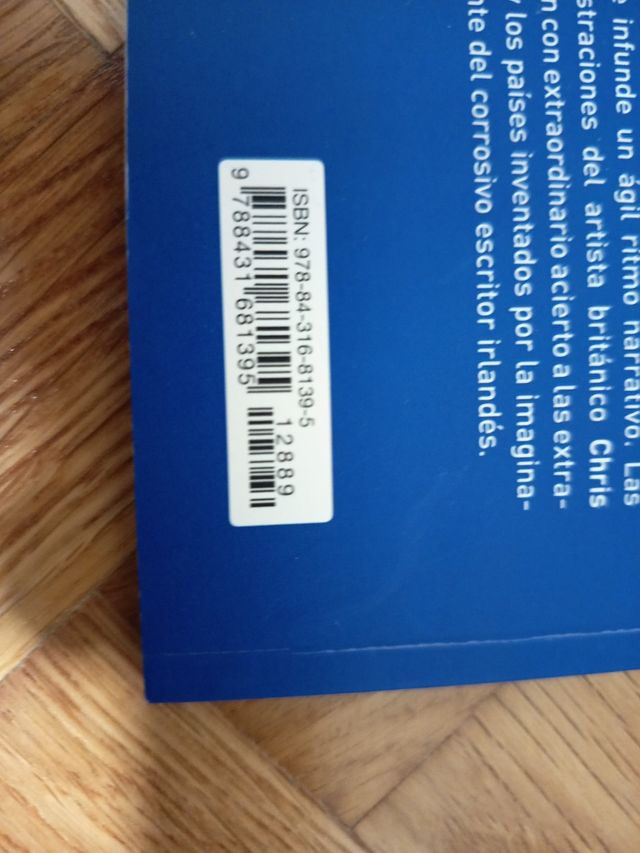 infunde un ágil ritmo narrativo. Las
straciones del artista británico Chris
n con extraordinario acierto a las extra-
y los países inventados por la imagina-
nte del corrosivo escritor irlandés.
ISBN: 978-84-316-8139-5
9 788431 681395
12889